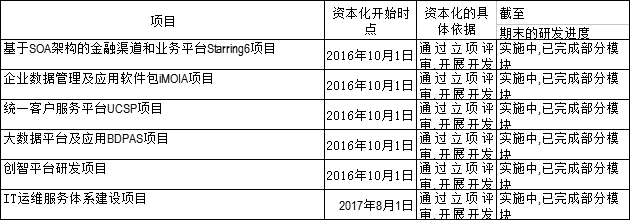 项目 资本化开始时点 资本化的具体依据 截至期末的研发进度
基于SOA架构的金融渠道和业务平台Starring6项目 2016年10月1日 通过立项评审,开展开发 实施中,已完成部分模块
企业数据管理及应用软件包iMOIA项目 2016年10月1日 通过立项评审,开展开发 实施中,已完成部分模块
统一客户服务平台UCSP项目 2016年10月1日 通过立项评审,开展开发 实施中,已完成部分模块
大数据平台及应用BDPAS项目 2016年10月1日 通过立项评审,开展开发 实施中,已完成部分模块
创智平台研发项目 2016年10月1日 通过立项评审,开展开发 实施中,已完成部分模块
IT运维服务体系建设项目 2017年8月1日 通过立项评审,开展开发 实施中,已完成部分模块